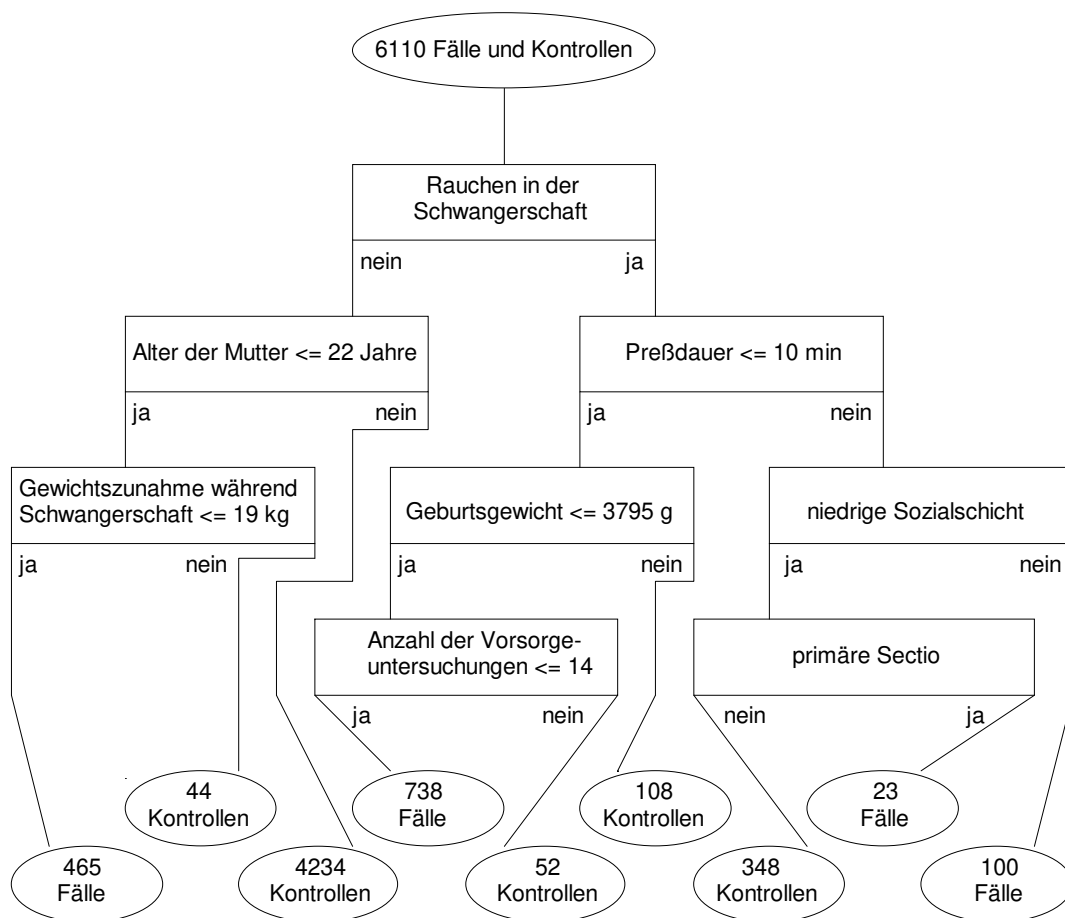 6110 Fälle und Kontrollen
Rauchen in der
Schwangerschaft
nein ja
Alter der Mutter <= 22 Jahre
ja nein
Preßdauer <= 10 min
ja nein
Gewichtszunahme während
Schwangerschaft <= 19 kg
ja nein
Geburtsgewicht <= 3795 g
ja nein
niedrige Sozialschicht
ja nein
Anzahl der Vorsorge-
untersuchungen <= 14
ja nein
primäre Sectio
nein ja
44
Kontrollen
738
Fälle
108
Kontrollen
23
Fälle
465
Fälle
4234
Kontrollen
52
Kontrollen
348
Kontrollen
100
Fälle